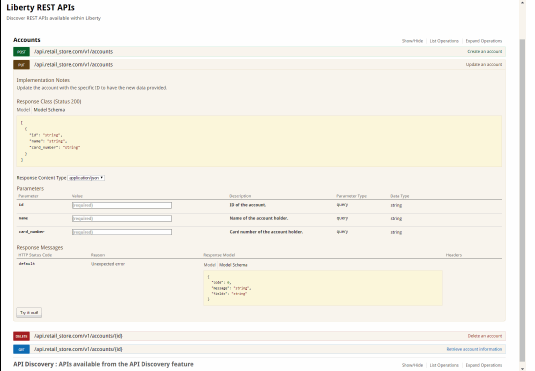 Liberty REST APIs
Discover REST APIs available within Liberty
Accounts
Show/Hide | List Operations | Expand Operations
POST /api.retail_store.com/v1/accounts Create an account
PUT /api.retail_store.com/v1/accounts Update an account
Implementation Notes
Update the account with the specific ID to have the new data provided.
Response Class (Status 200)
Model Model Schema
[
{
"id": "string",
"name": "string",
"card_number": "string"
}
]
Response Content Type application/json
Parameters
Parameter Value Description Parameter Type Data Type
id (required) ID of the account. query string
name (required) Name of the account holder. query string
card_number (required) Card number of the account holder. query string
Response Messages
HTTP Status Code Reason Response Model Headers
default Unexpected error Model Model Schema
{
"code": 0,
"message": "string",
"fields": "string"
}
Try it out!
DELETE /api.retail_store.com/v1/accounts/{id} Delete an account
GET /api.retail_store.com/v1/accounts/{id} Retrieve account information
API Discovery : APIs available from the API Discovery feature Show/Hide | List Operations | Expand Operations